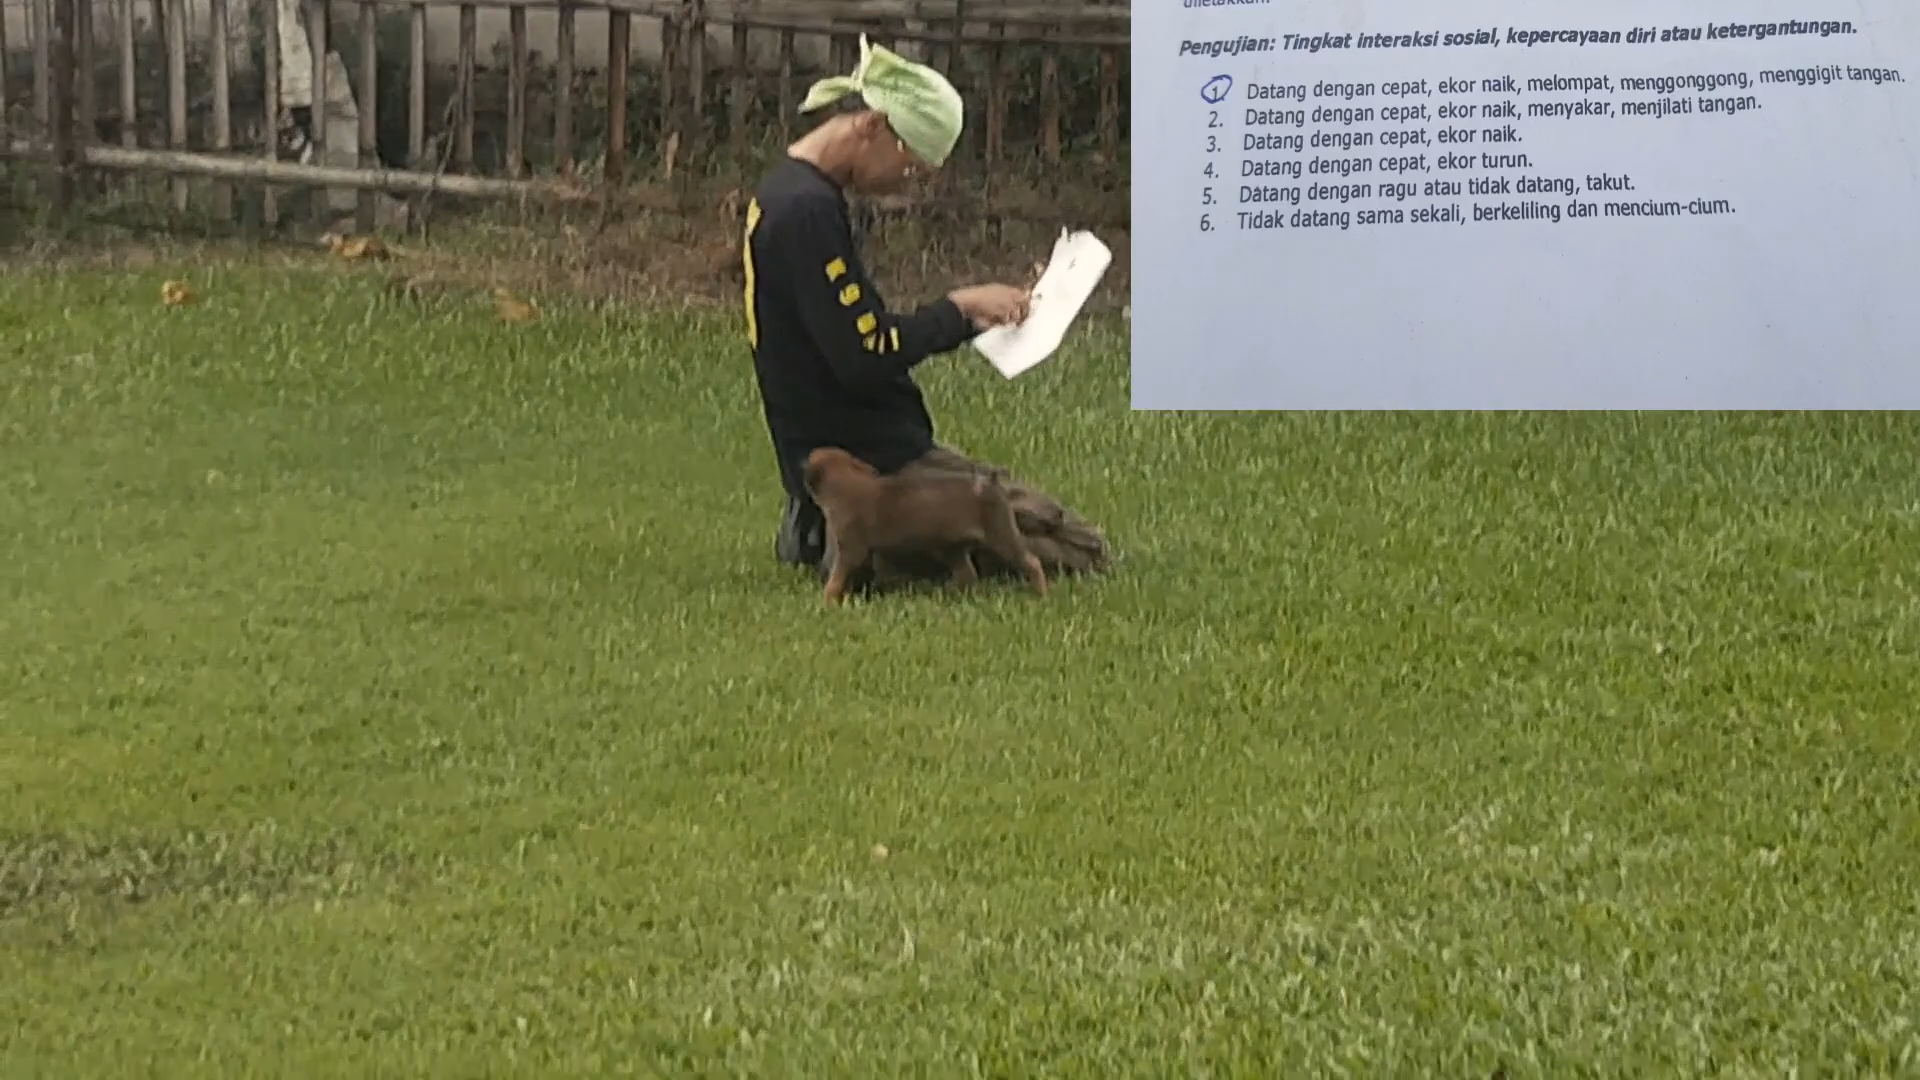 Pengujian: Tingkat interaksi sosial, kepercayaan diri atau ketergantungan.
1. Datang dengan cepat, ekor naik, melompat, menggonggong, menggigit tangan.
2. Datang dengan cepat, ekor naik, menyakar, menjilati tangan.
3. Datang dengan cepat, ekor naik.
4. Datang dengan cepat, ekor turun.
5. Datang dengan ragu atau tidak datang, takut.
6. Tidak datang sama sekali, berkeliling dan mencium-cium.